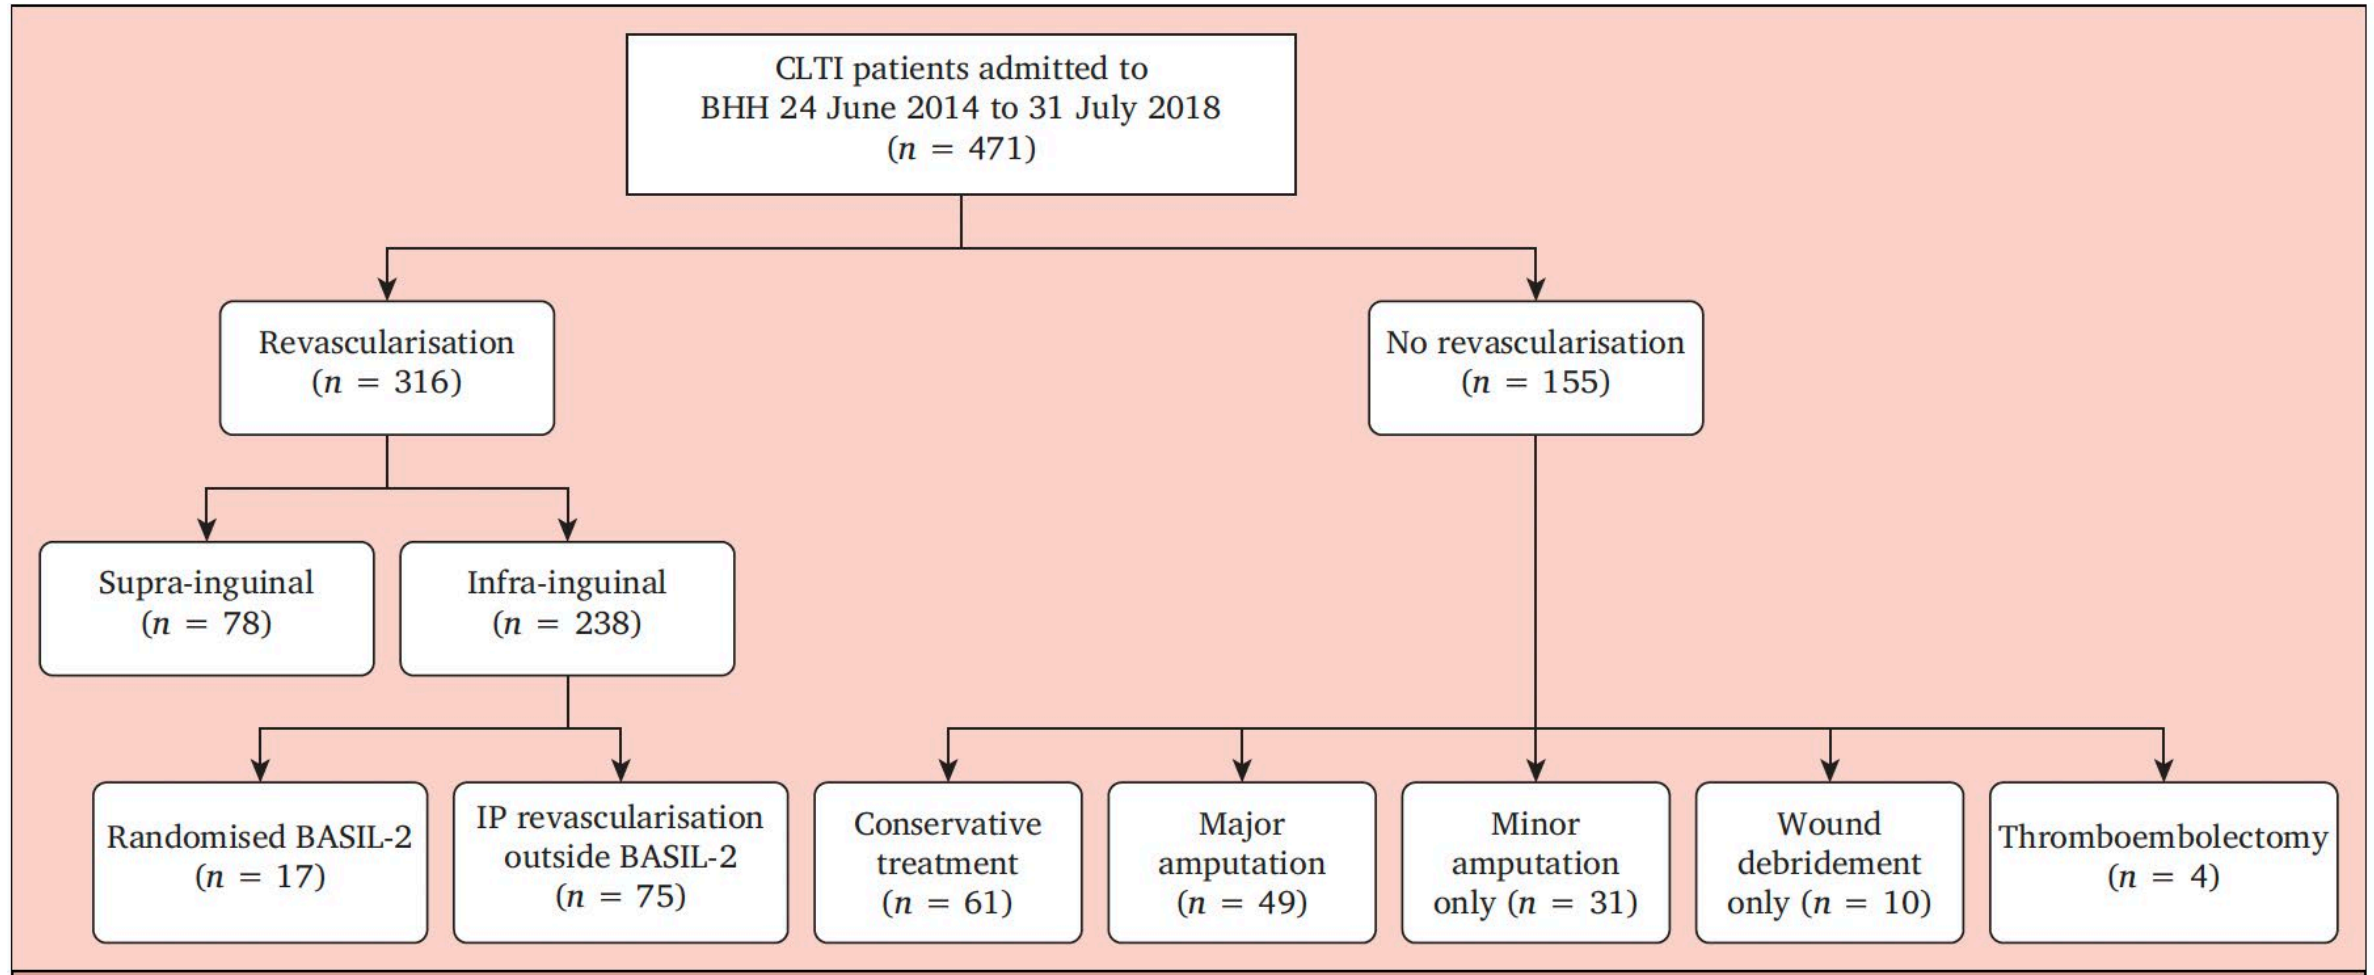 CLTI patients admitted to
BHH 24 June 2014 to 31 July 2018
(n = 471)
Revascularisation
(n = 316)
No revascularisation
(n = 155)
Supra-inguinal
(n = 78)
Infra-inguinal
(n = 238)
Randomised BASIL-2
(n = 17)
IP revascularisation
outside BASIL-2
(n = 75)
Conservative
treatment
(n = 61)
Major
amputation
(n = 49)
Minor
amputation
only (n = 31)
Wound
debridement
only (n = 10)
Thromboembolectomy
(n = 4)